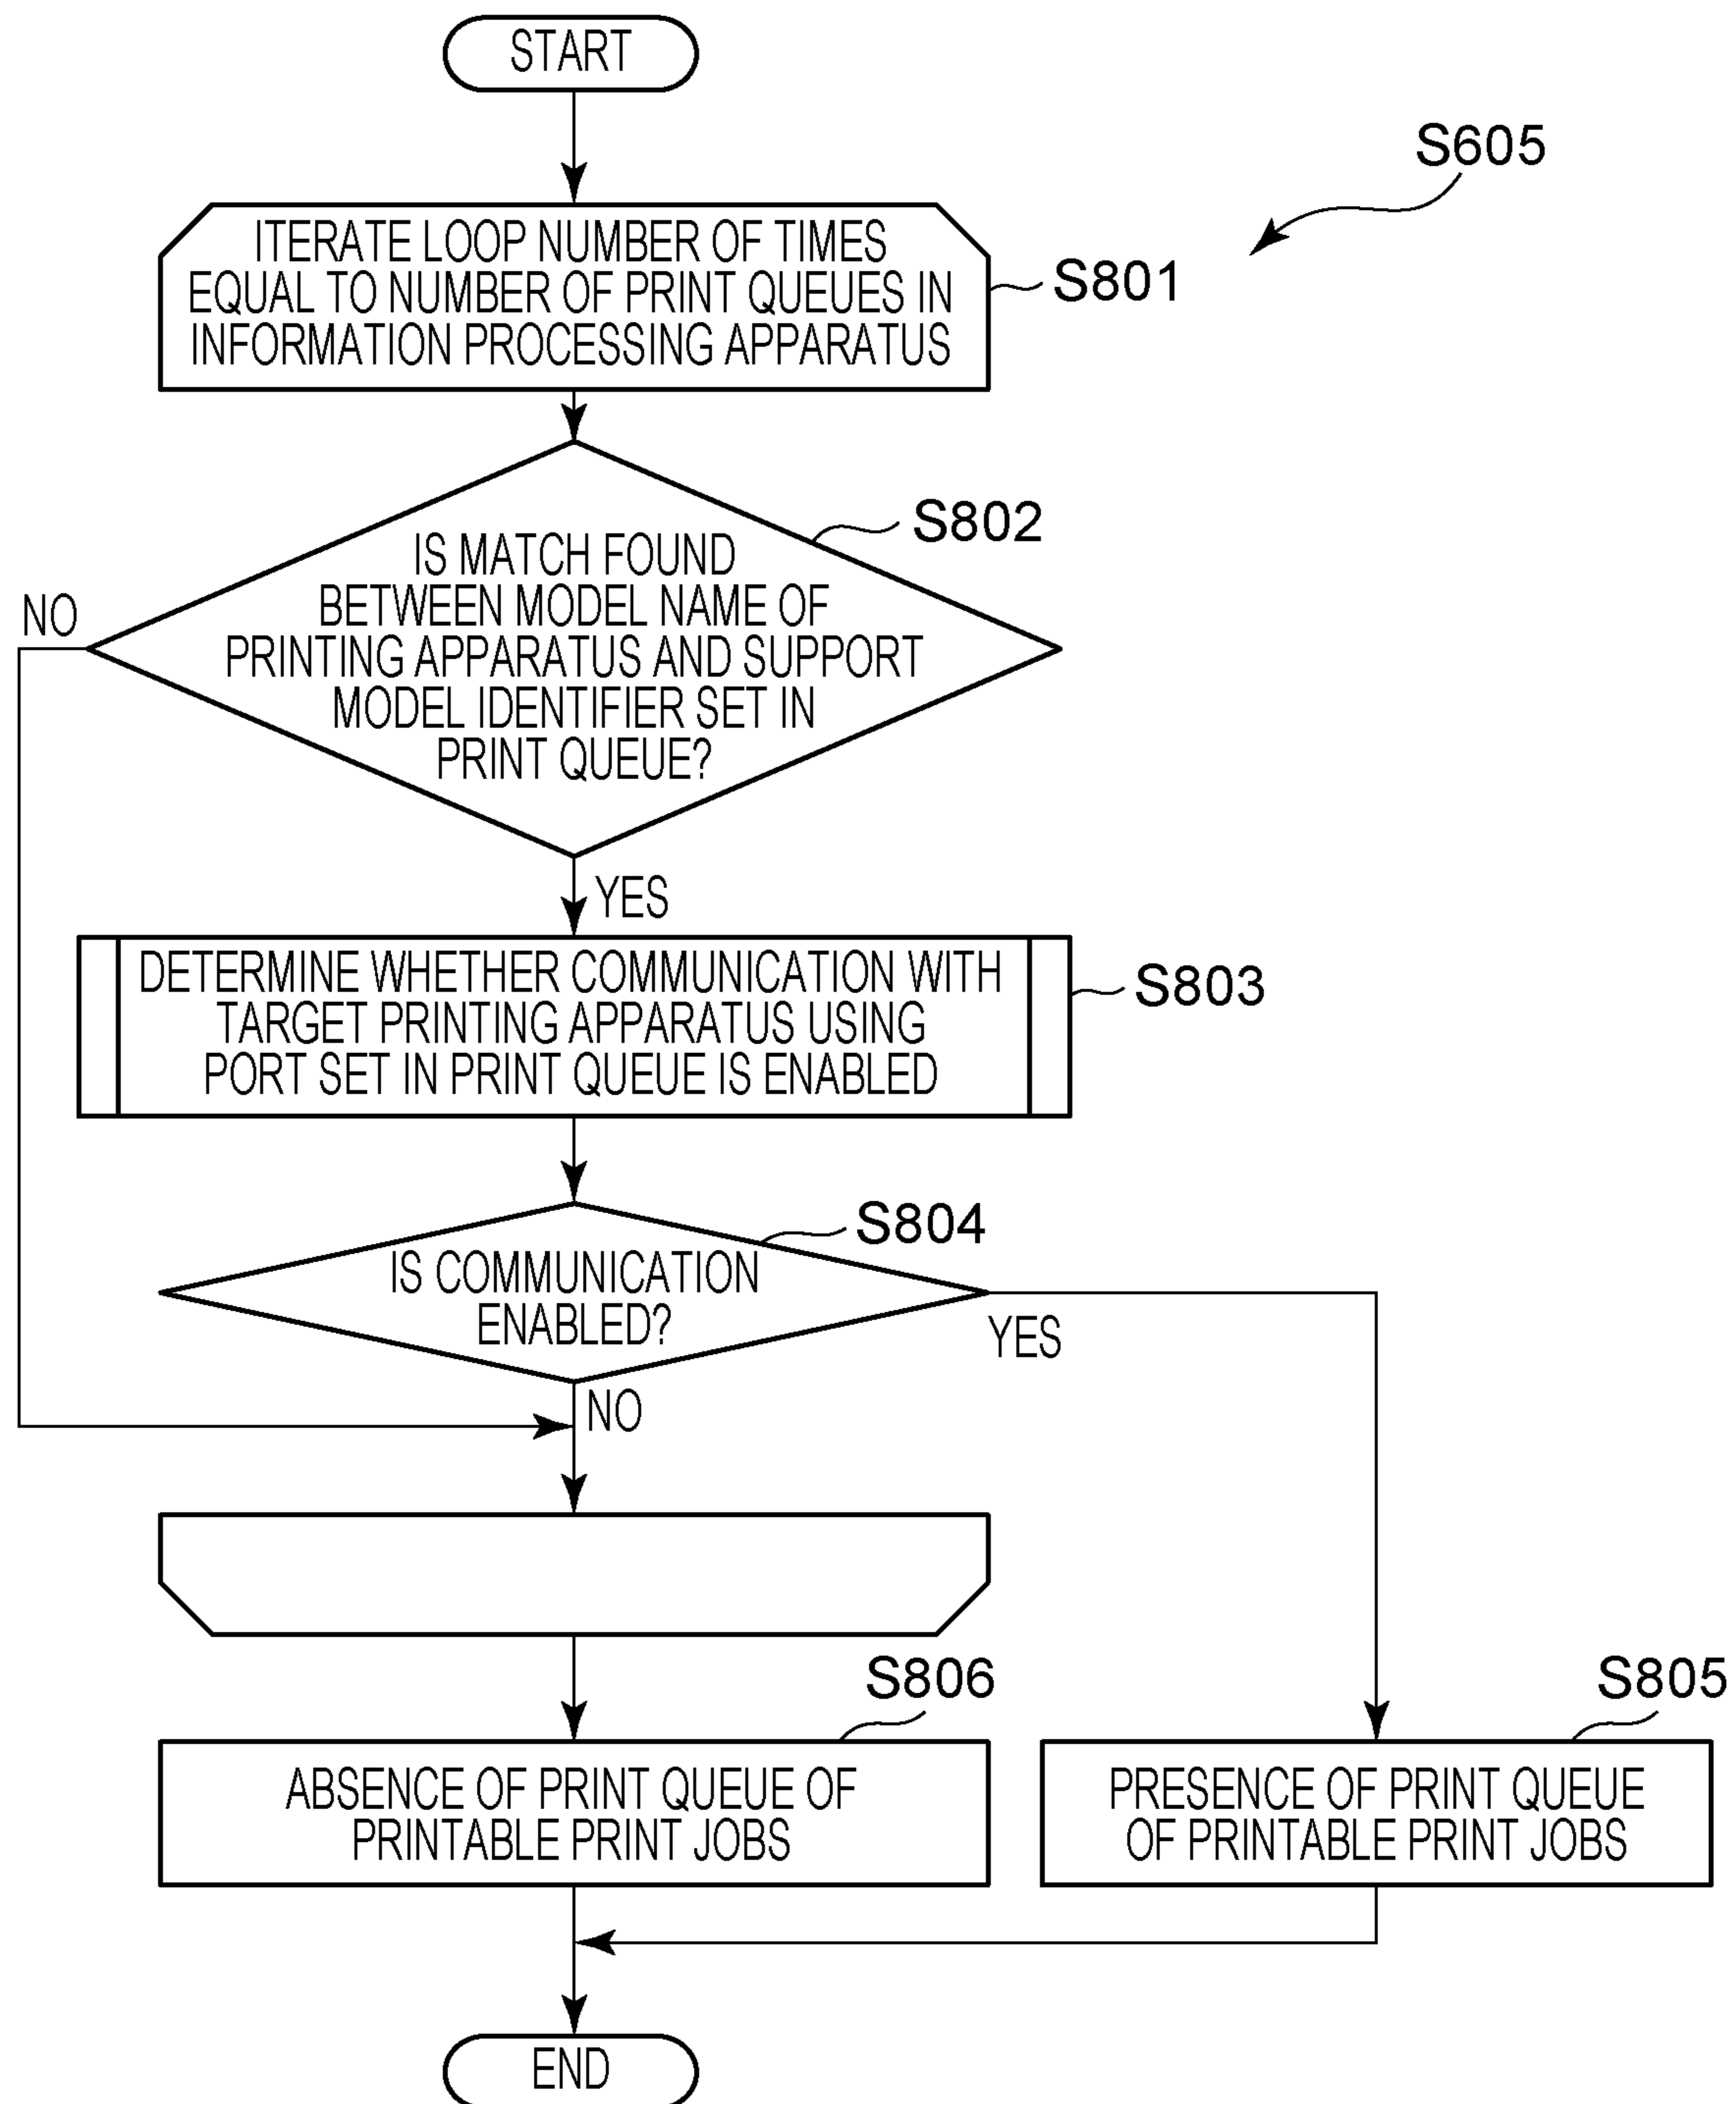 START
S605
ITERATE LOOP NUMBER OF TIMES
EQUAL TO NUMBER OF PRINT QUEUES IN
INFORMATION PROCESSING APPARATUS
S801
S802
IS MATCH FOUND
BETWEEN MODEL NAME OF
PRINTING APPARATUS AND SUPPORT
MODEL IDENTIFIER SET IN
PRINT QUEUE?
NO
YES
DETERMINE WHETHER COMMUNICATION WITH
TARGET PRINTING APPARATUS USING
PORT SET IN PRINT QUEUE IS ENABLED
S803
S804
IS COMMUNICATION
ENABLED?
YES
NO
S806
ABSENCE OF PRINT QUEUE OF
PRINTABLE PRINT JOBS
S805
PRESENCE OF PRINT QUEUE
OF PRINTABLE PRINT JOBS
END